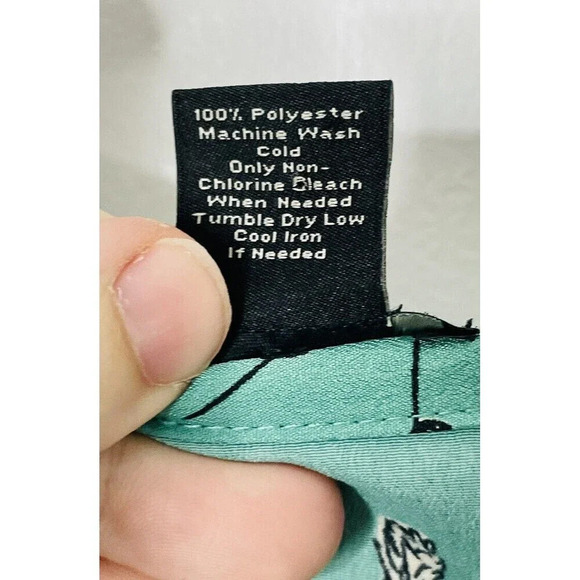 100% Polyester
Machine Wash
Cold
Only Non-
Chlorine Bleach
When Needed
Tumble Dry Low
Cool Iron
If Needed